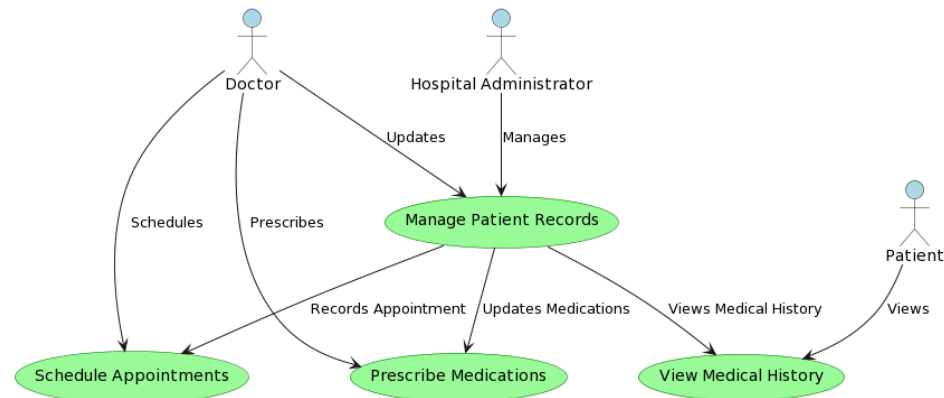 Doctor
Hospital Administrator
Updates
Manages
Schedules
Prescribes
Manage Patient Records
Patient
Records Appointment
Updates Medications
Views Medical History
Views
Schedule Appointments
Prescribe Medications
View Medical History